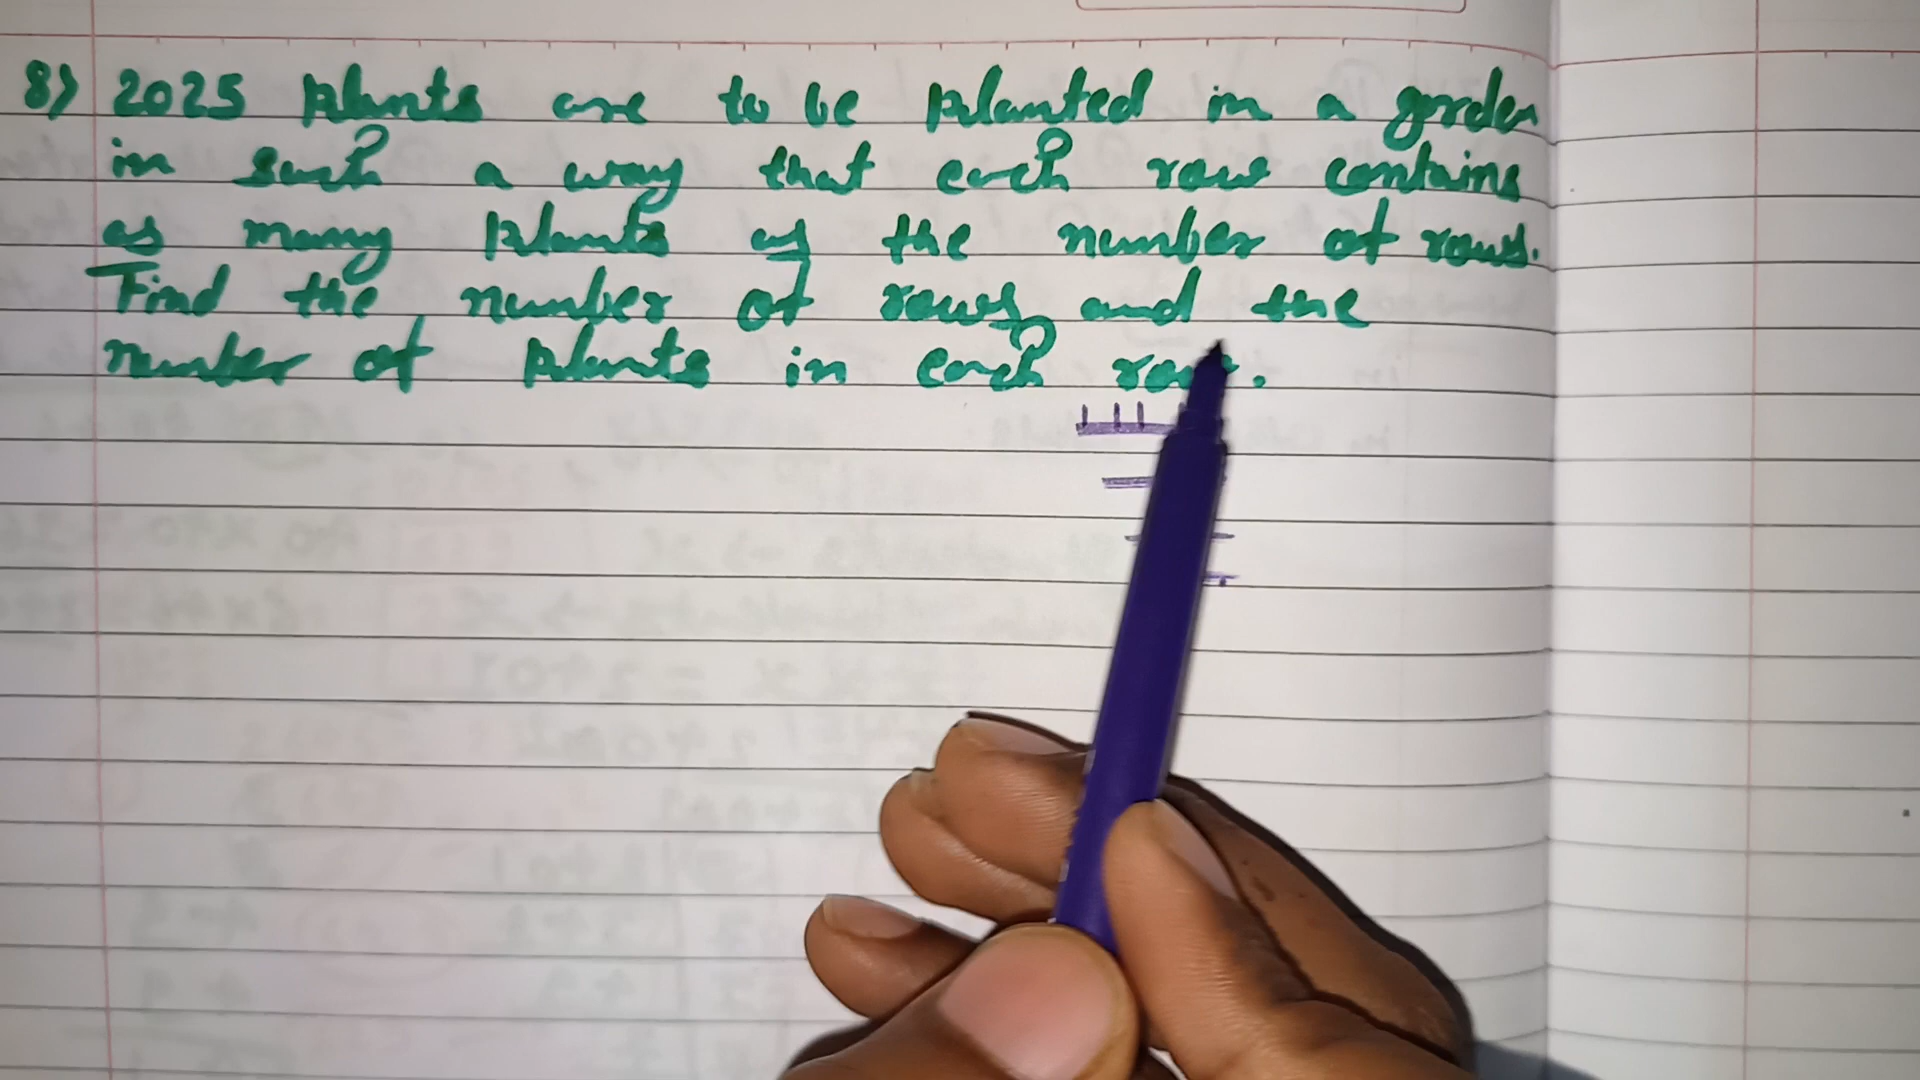 8) 2025 plants are to be planted in a garden
in such a way that each row contains
as many plants as the number of rows.
Find the number of rows and the
number of plants in each row.